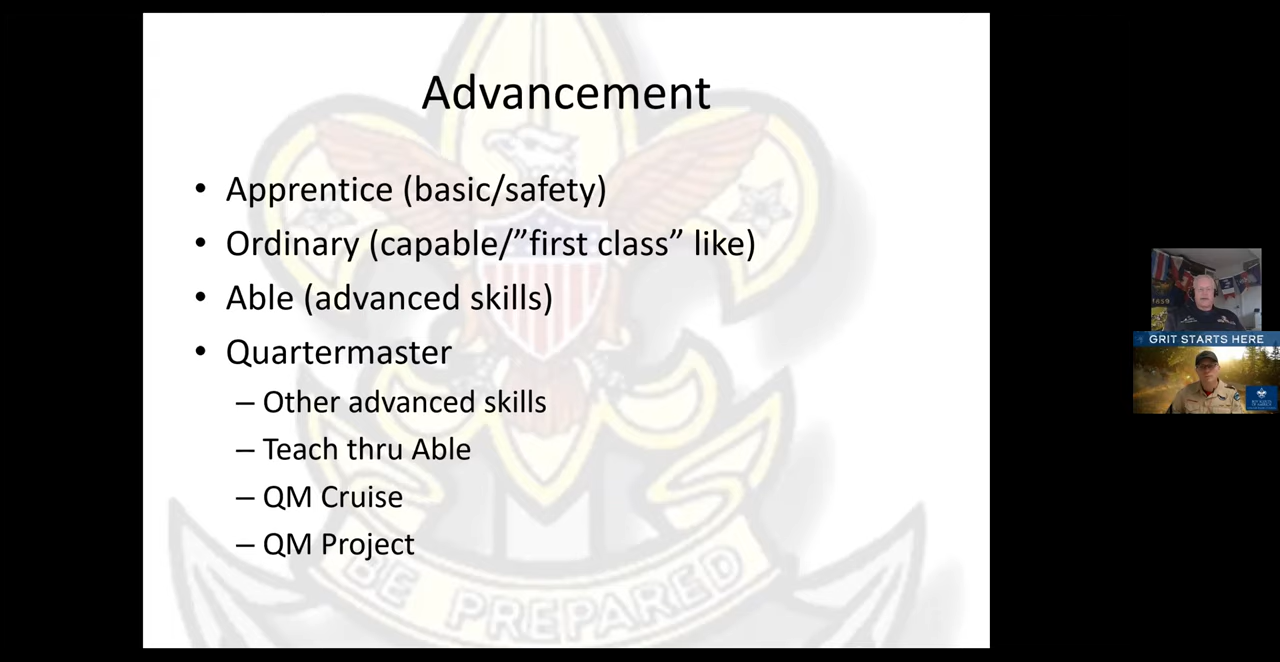 Advancement
• Apprentice (basic/safety)
• Ordinary (capable/”first class” like)
• Able (advanced skills)
• Quartermaster
– Other advanced skills
– Teach thru Able
– QM Cruise
– QM Project
BE PREPARED
GRIT STARTS HERE